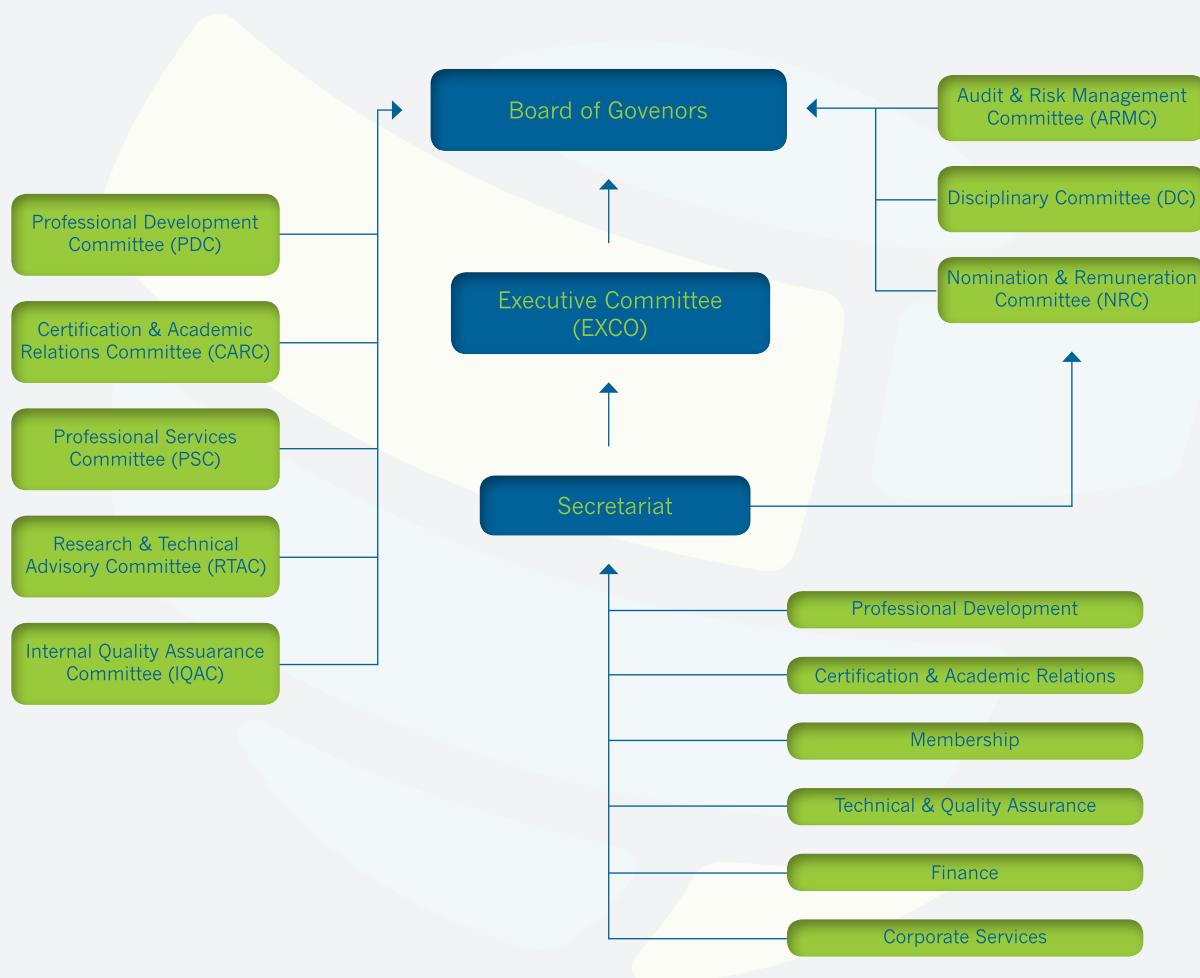 Board of Govenors
Audit & Risk Management
Committee (ARMC)
Disciplinary Committee (DC)
Nomination & Remuneration
Committee (NRC)
Professional Development
Committee (PDC)
Certification & Academic
Relations Committee (CARC)
Professional Services
Committee (PSC)
Research & Technical
Advisory Committee (RTAC)
Internal Quality Assuarance
Committee (IQAC)
Executive Committee
(EXCO)
Secretariat
Professional Development
Certification & Academic Relations
Membership
Technical & Quality Assurance
Finance
Corporate Services